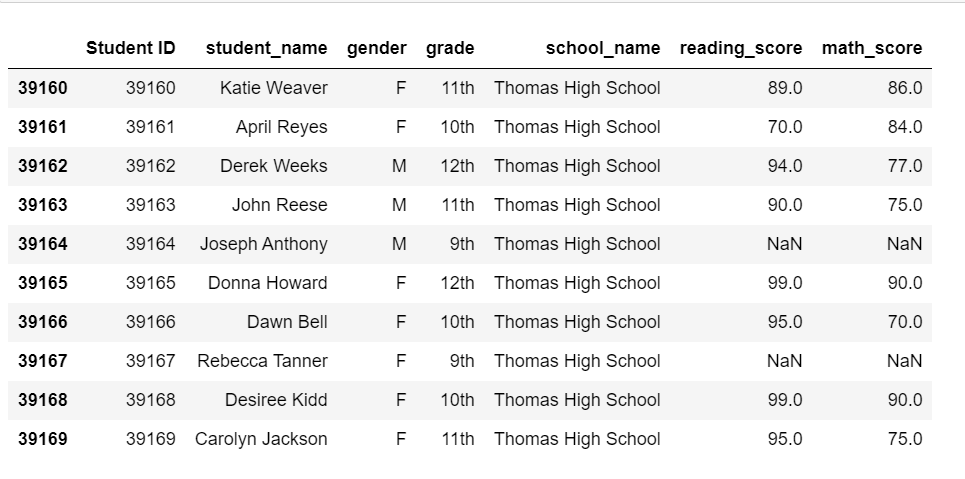 Student ID student_name gender grade school_name reading_score math_score
39160 39160 Katie Weaver F 11th Thomas High School 89.0 86.0
39161 39161 April Reyes F 10th Thomas High School 70.0 84.0
39162 39162 Derek Weeks M 12th Thomas High School 94.0 77.0
39163 39163 John Reese M 11th Thomas High School 90.0 75.0
39164 39164 Joseph Anthony M 9th Thomas High School NaN NaN
39165 39165 Donna Howard F 12th Thomas High School 99.0 90.0
39166 39166 Dawn Bell F 10th Thomas High School 95.0 70.0
39167 39167 Rebecca Tanner F 9th Thomas High School NaN NaN
39168 39168 Desiree Kidd F 10th Thomas High School 99.0 90.0
39169 39169 Carolyn Jackson F 11th Thomas High School 95.0 75.0